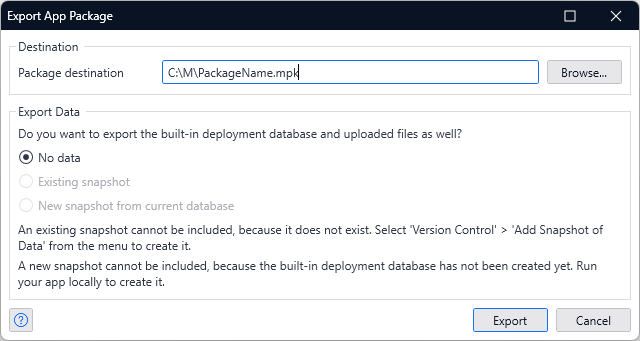 Export App Package
Destination
Package destination
C:\M\PackageName.mpk
Browse...
Export Data
Do you want to export the built-in deployment database and uploaded files as well?
No data
Existing snapshot
New snapshot from current database
An existing snapshot cannot be included, because it does not exist. Select 'Version Control' > 'Add Snapshot of
Data' from the menu to create it.
A new snapshot cannot be included, because the built-in deployment database has not been created yet. Run
your app locally to create it.
?
Export
Cancel